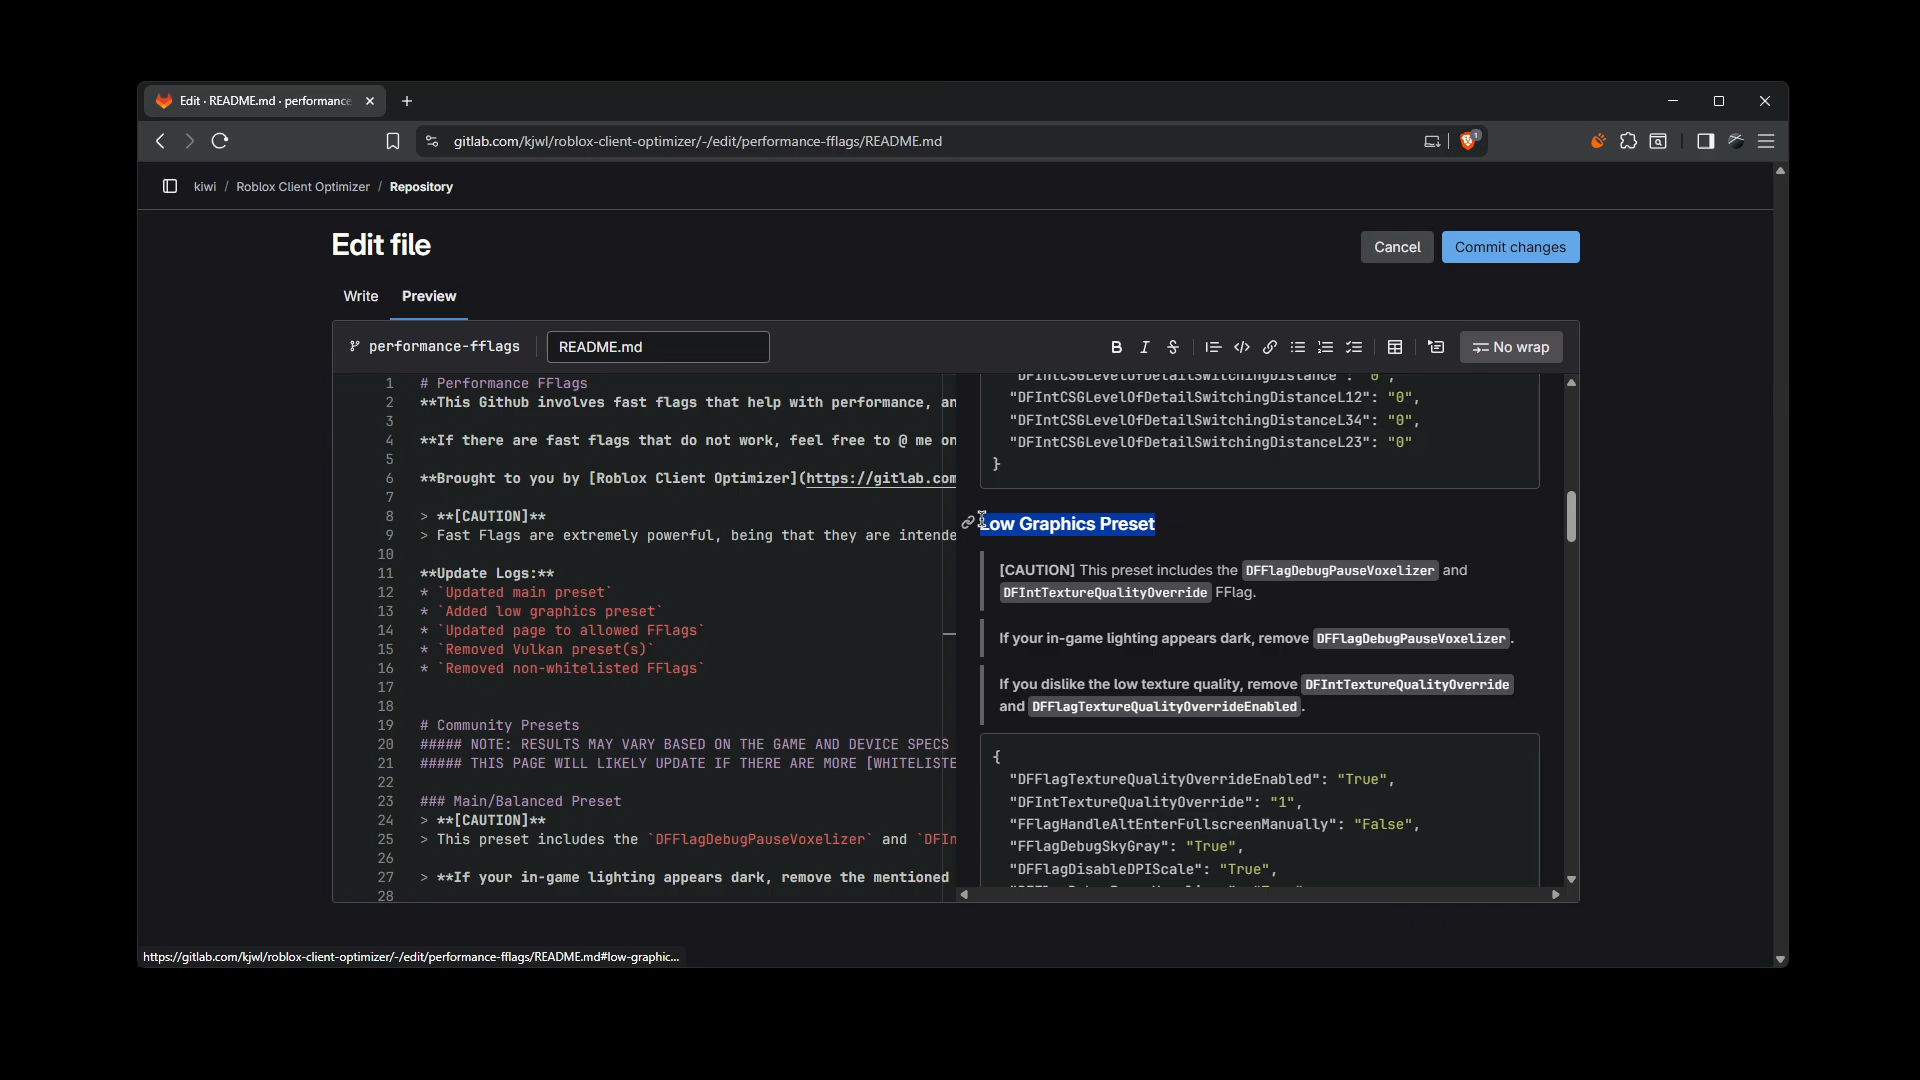 Edit · README.md · performance
gitlab.com/kjwl/roblox-client-optimizer/-/edit/performance-fflags/README.md
1
kiwi / Roblox Client Optimizer / Repository
Edit file
Cancel
Commit changes
Write
Preview
performance-fflags
README.md
No wrap
1 # Performance FFlags
2 **This Github involves fast flags that help with performance, an
3
4 **If there are fast flags that do not work, feel free to @ me on
5
6 **Brought to you by [Roblox Client Optimizer](https://gitlab.com
7
8 > **[CAUTION]**
9 > Fast Flags are extremely powerful, being that they are intende
10
11 **Update Logs:**
12 * `Updated main preset`
13 * `Added low graphics preset`
14 * `Updated page to allowed FFlags`
15 * `Removed Vulkan preset(s)`
16 * `Removed non-whitelisted FFlags`
17
18
19 # Community Presets
20 ##### NOTE: RESULTS MAY VARY BASED ON THE GAME AND DEVICE SPECS
21 ##### THIS PAGE WILL LIKELY UPDATE IF THERE ARE MORE [WHITELISTE
22
23 ### Main/Balanced Preset
24 > **[CAUTION]**
25 > This preset includes the `DFFlagDebugPauseVoxelizer` and `DFIn
26
27 > **If your in-game lighting appears dark, remove the mentioned
28
"DFIntCSGLevelOfDetailSwitchingDistance": "0",
"DFIntCSGLevelOfDetailSwitchingDistanceL12": "0",
"DFIntCSGLevelOfDetailSwitchingDistanceL34": "0",
"DFIntCSGLevelOfDetailSwitchingDistanceL23": "0"
}
Low Graphics Preset
[CAUTION] This preset includes the DFFlagDebugPauseVoxelizer and
DFIntTextureQualityOverride FFlag.
If your in-game lighting appears dark, remove DFFlagDebugPauseVoxelizer.
If you dislike the low texture quality, remove DFIntTextureQualityOverride
and DFFlagTextureQualityOverrideEnabled.
{
"DFFlagTextureQualityOverrideEnabled": "True",
"DFIntTextureQualityOverride": "1",
"FFlagHandleAltEnterFullscreenManually": "False",
"FFlagDebugSkyGray": "True",
"DFFlagDisableDPIScale": "True",
https://gitlab.com/kjwl/roblox-client-optimizer/-/edit/performance-fflags/README.md#low-graphic...